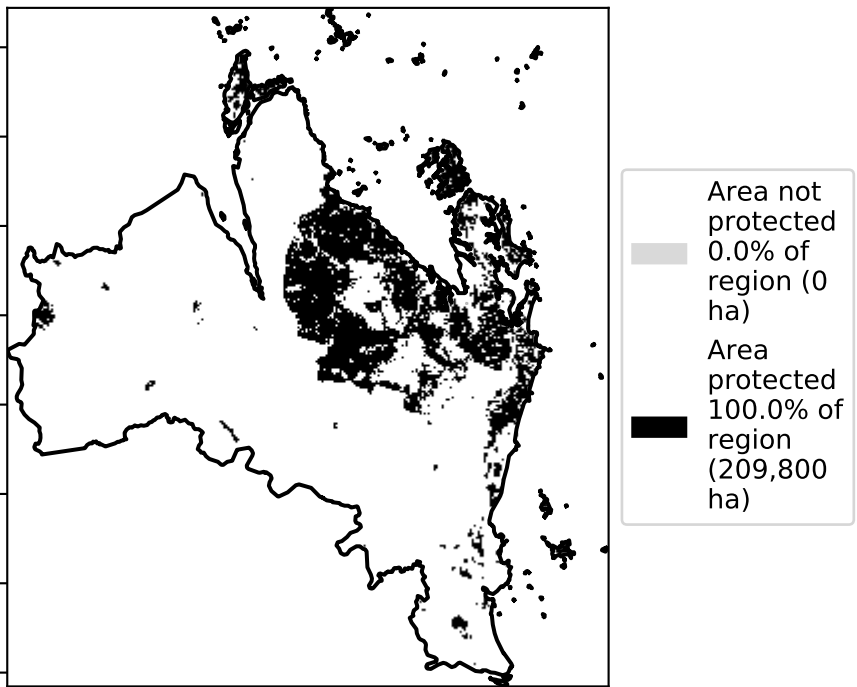 Area not
protected
0.0% of
region (0
ha)
Area
protected
100.0% of
region
(209,800
ha)